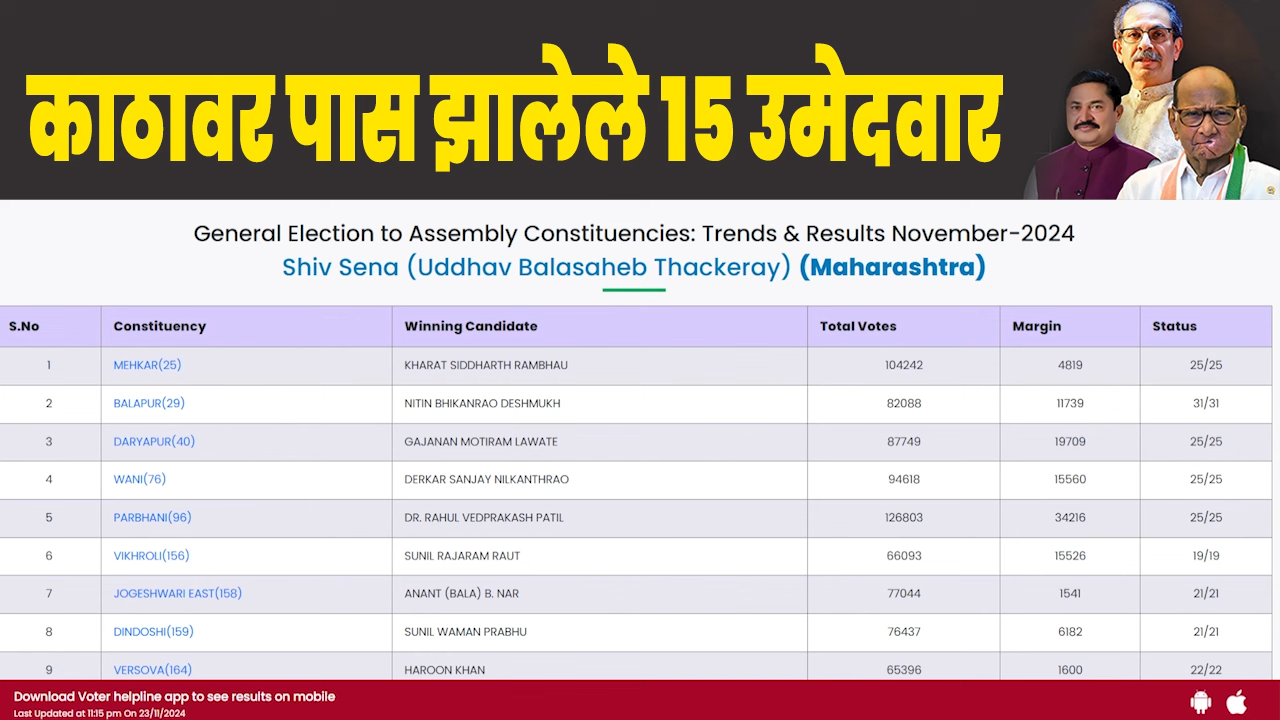 काठावर पास झालेले 15 उमेदवार
General Election to Assembly Constituencies: Trends & Results November-2024
Shiv Sena (Uddhav Balasaheb Thackeray) (Maharashtra)
S.No Constituency Winning Candidate Total Votes Margin Status
1 MEHKAR(25) KHARAT SIDDHARTH RAMBHAU 104242 4819 25/25
2 BALAPUR(29) NITIN BHIKANRAO DESHMUKH 82088 11739 31/31
3 DARYAPUR(40) GAJANAN MOTIRAM LAWATE 87749 19709 25/25
4 WANI(76) DERKAR SANJAY NILKANTHRAO 94618 15560 25/25
5 PARBHANI(96) DR. RAHUL VEDPRAKASH PATIL 126803 34216 25/25
6 VIKHROLI(156) SUNIL RAJARAM RAUT 66093 15526 19/19
7 JOGESHWARI EAST(158) ANANT (BALA) B. NAR 77044 1541 21/21
8 DINDOSHI(159) SUNIL WAMAN PRABHU 76437 6182 21/21
9 VERSOVA(164) HAROON KHAN 65396 1600 22/22
Download Voter helpline app to see results on mobile
Last Updated at 11:15 pm On 23/11/2024